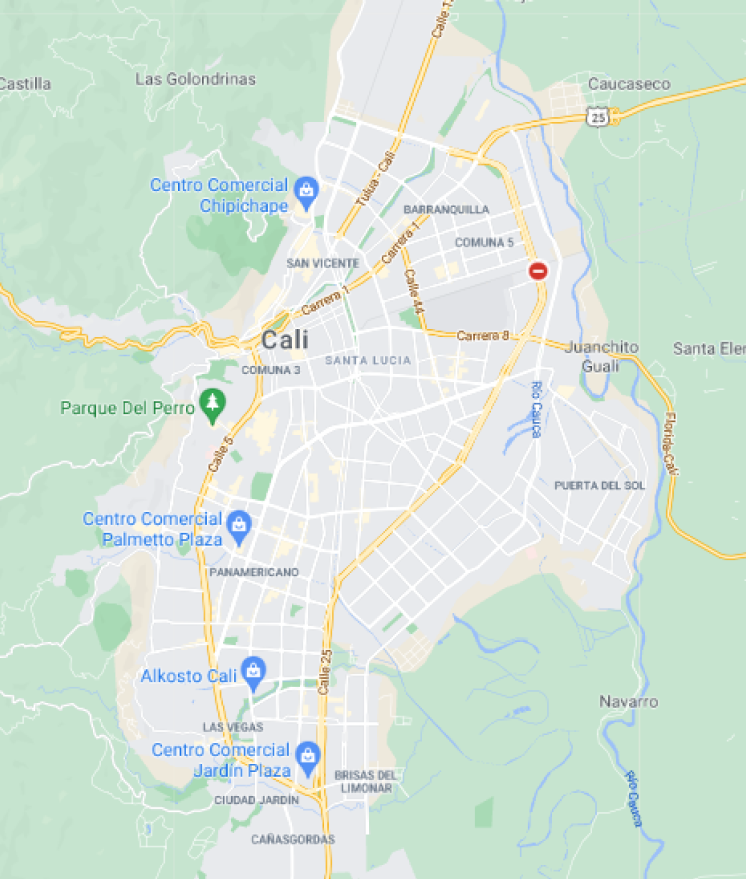 Calle 1
Castilla
Las Golondrinas
Caucaseco
25
Tulua - Cali
Centro Comercial
Chipichape
BARRANQUILLA
Carrera 1
COMUNA 5
SAN VICENTE
Calle 44
Carrera 1
Cali
Carrera 8
Juanchito
Guali
Santa Eler
SANTA LUCIA
COMUNA 3
Parque Del Perro
Río Cauca
Florida-Cali
Calle 5
PUERTA DEL SOL
Centro Comercial
Palmetto Plaza
PANAMERICANO
Calle 25
Alkosto Cali
Navarro
LAS VEGAS
Centro Comercial
Jardín Plaza
BRISAS DEL
LIMONAR
Río Cauca
CIUDAD JARDÍN
CAÑASGORDAS